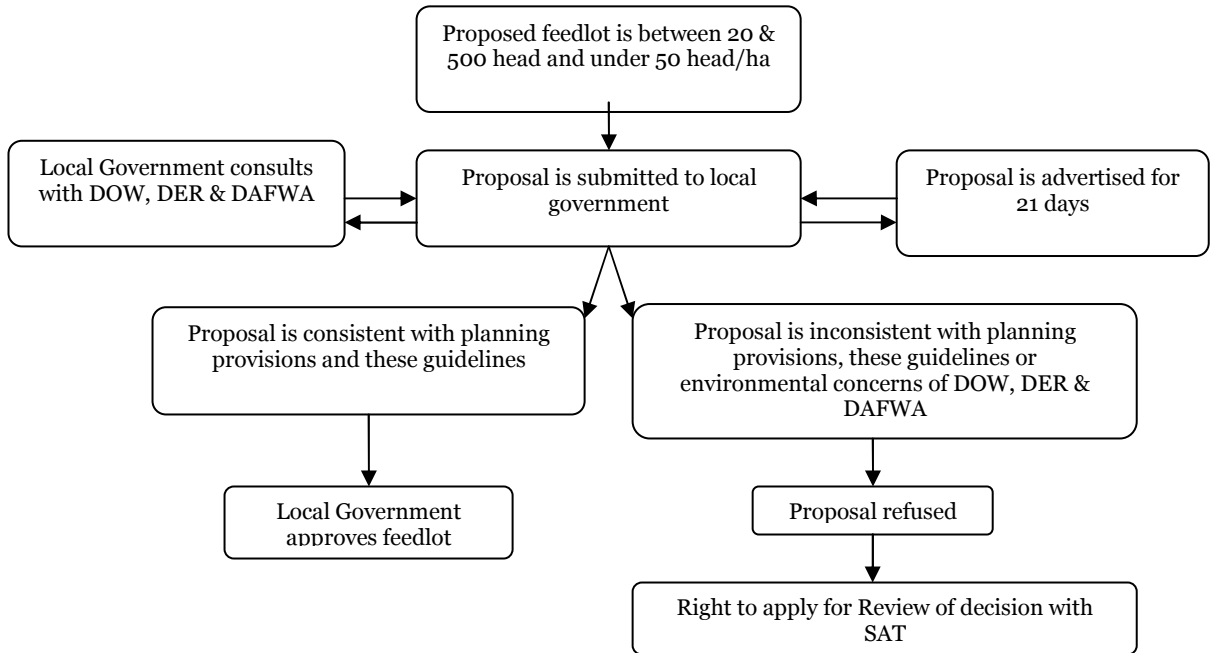 Proposed feedlot is between 20 &
500 head and under 50 head/ha
Local Government consults
with DOW, DER & DAFWA
Proposal is submitted to local
government
Proposal is advertised for
21 days
Proposal is consistent with planning
provisions and these guidelines
Proposal is inconsistent with planning
provisions, these guidelines or
environmental concerns of DOW, DER &
DAFWA
Local Government
approves feedlot
Proposal refused
Right to apply for Review of decision with
SAT